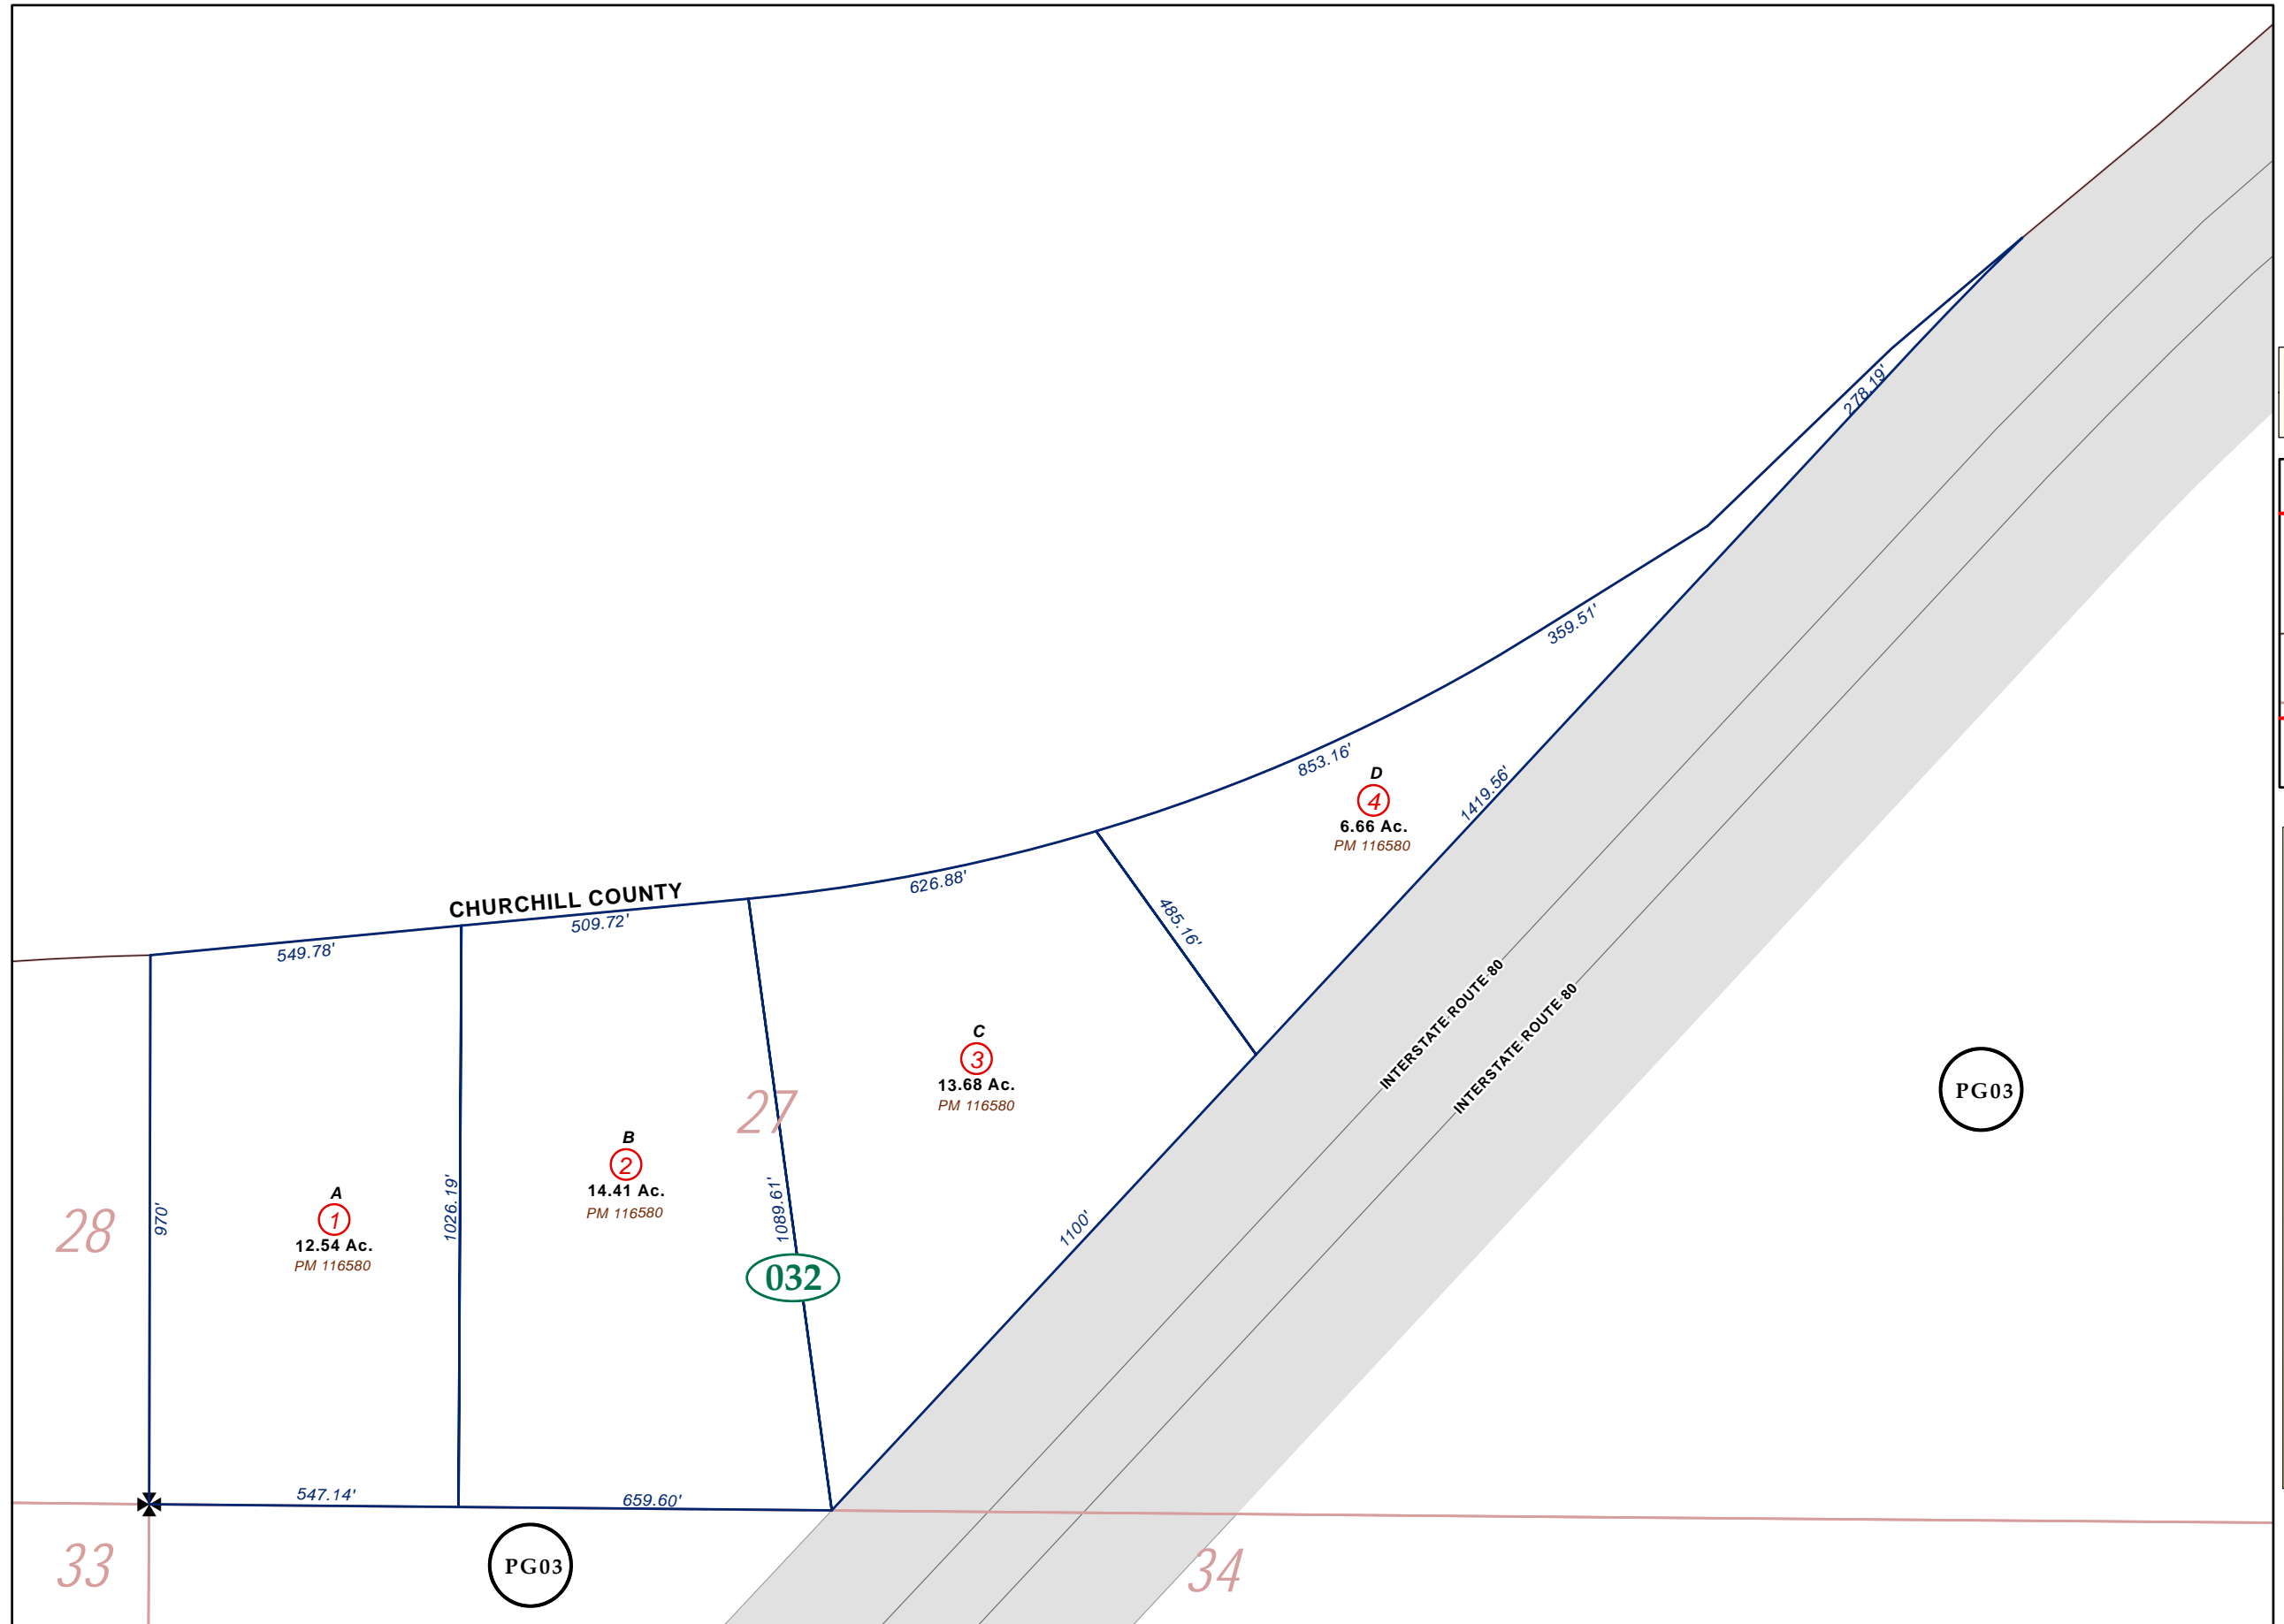 278.19'
359.51'
853.16'
D
4
6.66 Ac.
PM 116580
1419.56'
626.88'
CHURCHILL COUNTY
509.72'
549.78'
485.16'
INTERSTATE ROUTE 80
INTERSTATE ROUTE 80
C
3
13.68 Ac.
PM 116580
PG03
27
B
2
14.41 Ac.
PM 116580
A
1
12.54 Ac.
PM 116580
28
970'
1026.19'
1089.61'
1100'
032
547.14'
659.60'
33
PG03
34